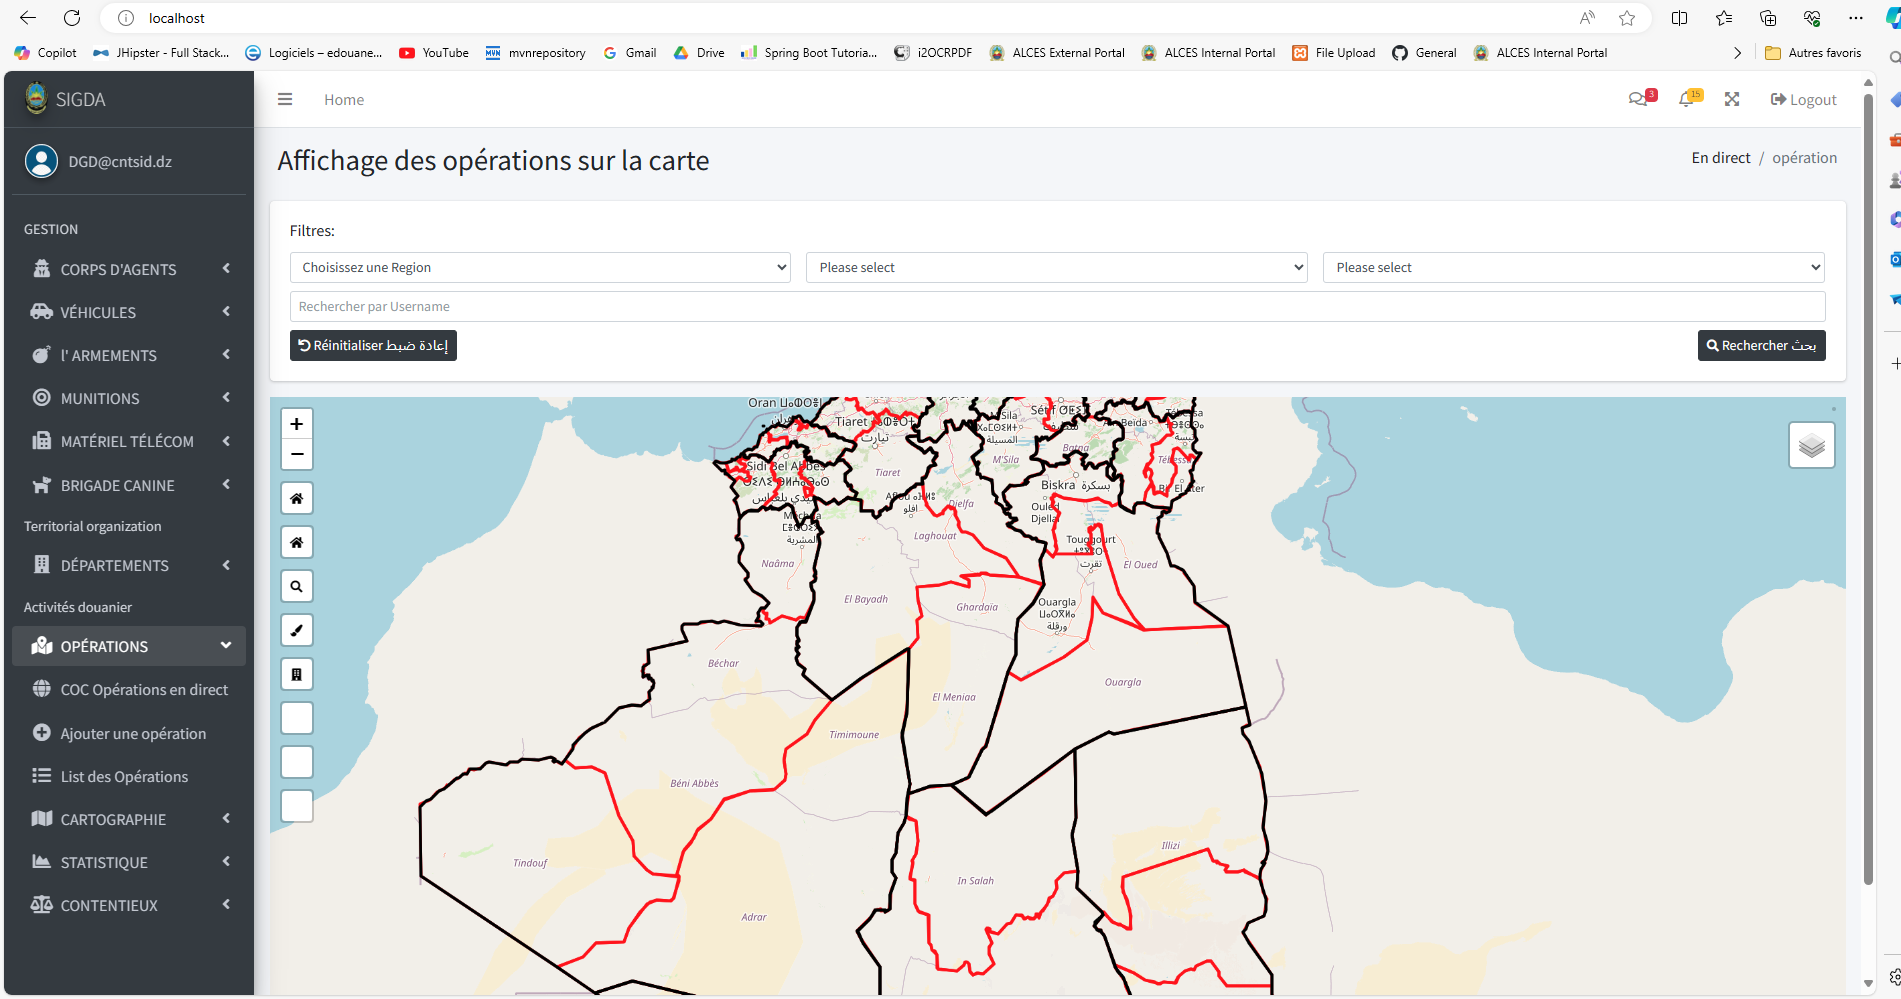 localhost
Copilot
JHipster - Full Stack...
Logiciels – edouane...
YouTube
mvnrepository
Gmail
Drive
Spring Boot Tutoria...
i2OCRPDF
ALCES External Portal
ALCES Internal Portal
File Upload
General
ALCES Internal Portal
Autres favoris
SIGDA
Home
3
15
Logout
DGD@cntsid.dz
Affichage des opérations sur la carte
En direct / opération
GESTION
CORPS D'AGENTS
VÉHICULES
l' ARMEMENTS
MUNITIONS
MATÉRIEL TÉLÉCOM
BRIGADE CANINE
Territorial organization
DÉPARTEMENTS
Activités douanier
OPÉRATIONS
COC Opérations en direct
Ajouter une opération
List des Opérations
CARTOGRAPHIE
STATISTIQUE
CONTENTIEUX
Filtres:
Choisissez une Region
Please select
Please select
Rechercher par Username
Réinitialiser إعادة ضبط
Rechercher بحث
+
−
Oran
Tiaret
تيارت
M'Sila
المسيلة
Sétif
Aïn Beida
Tébessa
Batna
Tiaret
M'Sila
Sidi Bel Abbès
سيدي بلعباس
Biskra بسكرة
Bir El Ater
Aflou
افلو
Djelfa
Ouled
Djellal
Mecheria
المشرية
Laghouat
Touggourt
تقرت
El Oued
Naâma
El Bayadh
Ghardaïa
Ouargla
ورقلة
Béchar
Ouargla
El Meniaa
Timimoune
Béni Abbès
Tindouf
In Salah
Illizi
Adrar